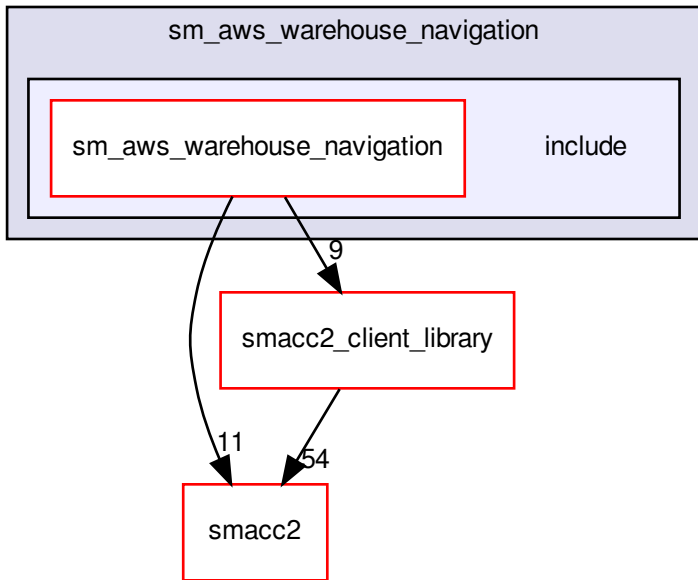 sm_aws_warehouse_navigation
sm_aws_warehouse_navigation
include
9
smacc2_client_library
11
54
smacc2